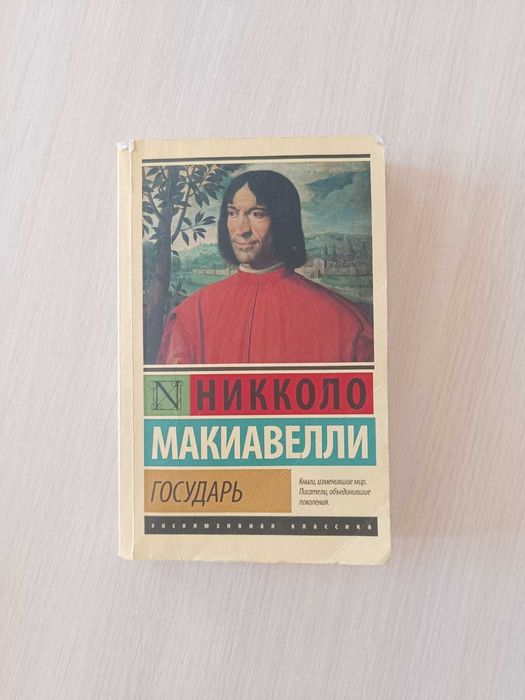 N НИККОЛО
МАКИАВЕЛЛИ
ГОСУДАРЬ
Книги, изменившие мир.
Писатели, объединившие
поколения.
эксклюзивная классика